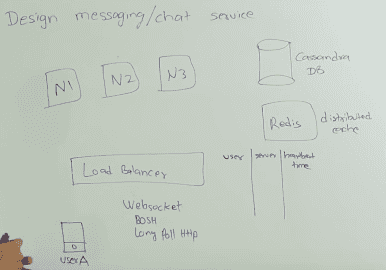 Design messaging/chat service
N1
N2
N3
Cassandra
DB
Redis
distributed
cache
Load Balancer
user server heartbeat
time
Websocket
BOSH
Long Poll Http
userA